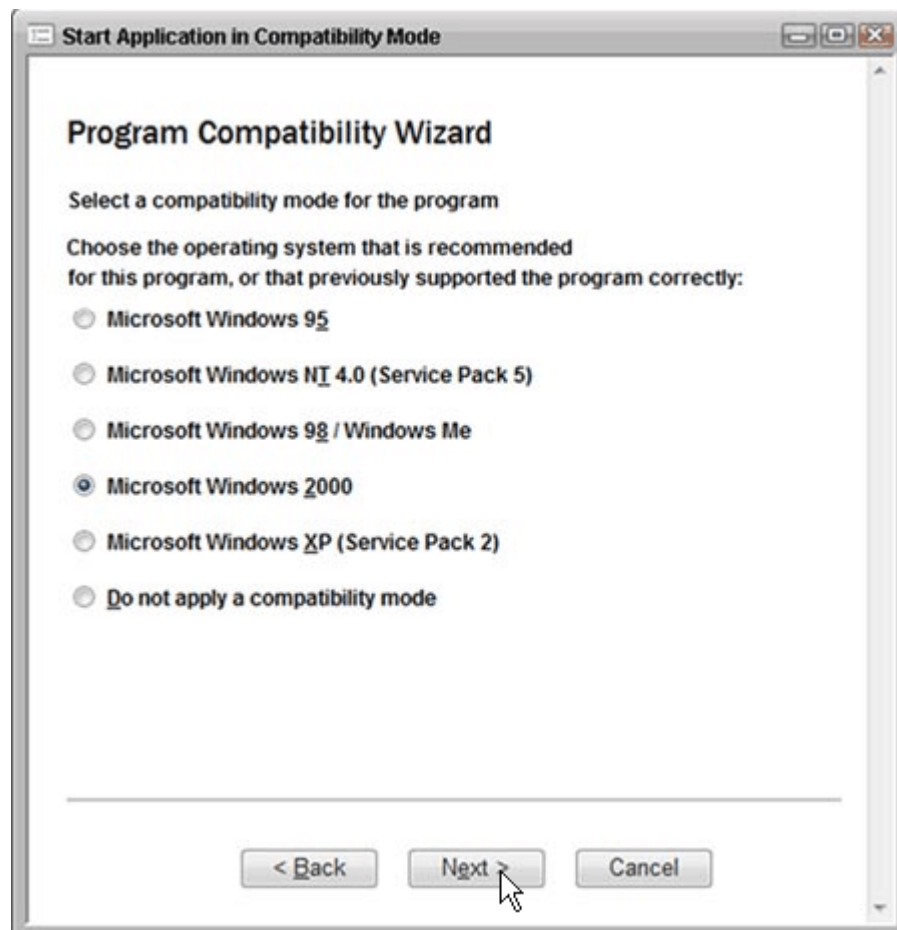 Start Application in Compatibility Mode
Program Compatibility Wizard
Select a compatibility mode for the program
Choose the operating system that is recommended
for this program, or that previously supported the program correctly:
Microsoft Windows 95
Microsoft Windows NT 4.0 (Service Pack 5)
Microsoft Windows 98 / Windows Me
Microsoft Windows 2000
Microsoft Windows XP (Service Pack 2)
Do not apply a compatibility mode
< Back Next > Cancel